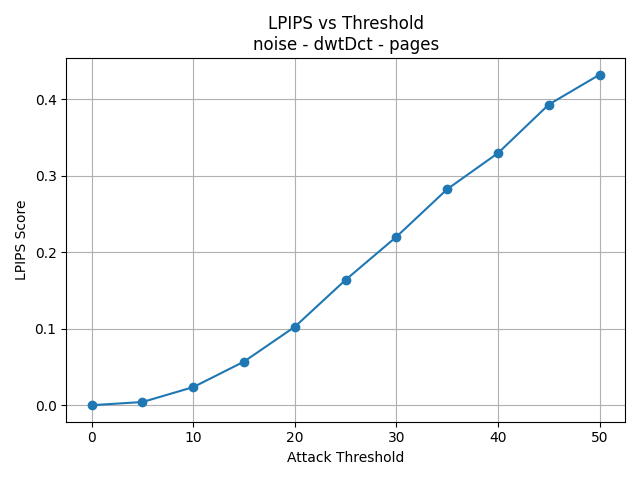 LPIPS vs Threshold
noise - dwtDct - pages
LPIPS Score
0.4
0.3
0.2
0.1
0.0
0 10 20 30 40 50
Attack Threshold